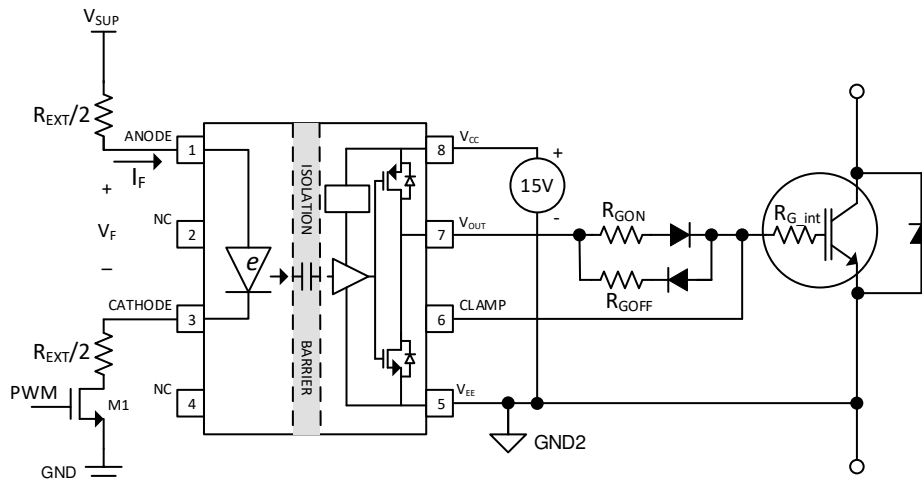 VSUP
REXT/2
ANODE
1
IF
+
VF
–
NC
2
CATHODE
3
REXT/2
NC
4
PWM
M1
GND
e
ISOLATION
BARRIER
8
VCC
7
VOUT
6
CLAMP
5
VEE
+
15V
-
RGON
RGOFF
RG_int
GND2